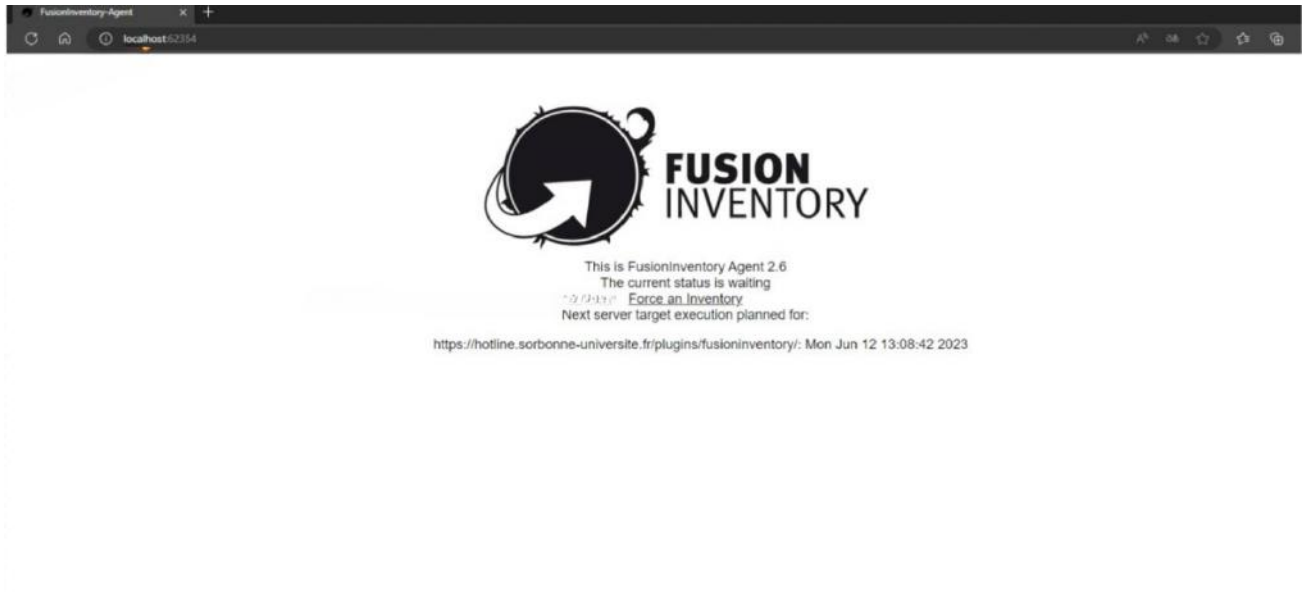 FusionInventory-Agent
localhost:62354
FUSION
INVENTORY
This is FusionInventory Agent 2.6
The current status is waiting
Force an Inventory
Next server target execution planned for:
https://hotline.sorbonne-universite.fr/plugins/fusioninventory/: Mon Jun 12 13:08:42 2023